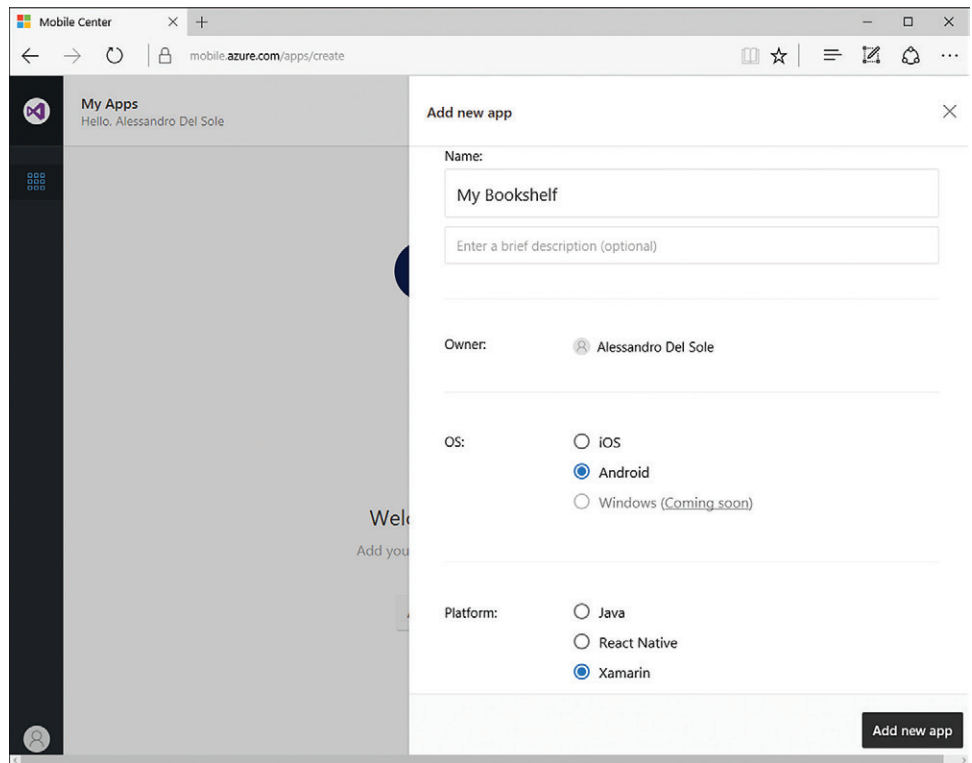 Mobile Center
mobile.azure.com/apps/create
My Apps
Hello, Alessandro Del Sole
Add new app
Name:
My Bookshelf
Enter a brief description (optional)
Owner:
Alessandro Del Sole
OS:
iOS
Android
Windows (Coming soon)
Add you
Platform:
Java
React Native
Xamarin
Add new app